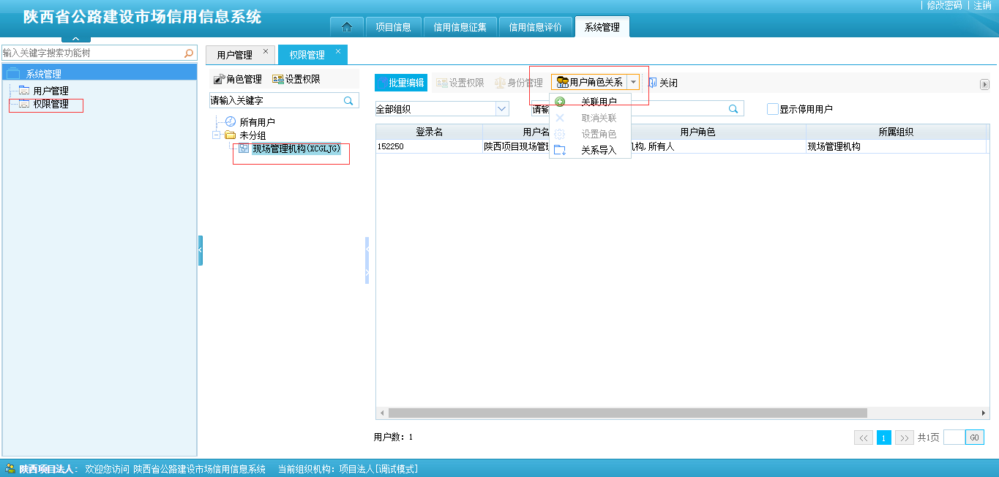 陕西省公路建设市场信用信息系统
修改密码 | 注销
项目信息 信用信息征集 信用信息评价 系统管理
输入关键字搜索功能树
系统管理
用户管理
权限管理
用户管理 权限管理
角色管理 设置权限
请输入关键字
所有用户
未分组
现场管理机构(XCGLJG)
批量编辑 设置权限 身份管理 用户角色关系 关闭
全部组织 请输 显示停用用户
关联用户
取消关联
设置角色
关系导入
登录名 用户名 用户角色 所属组织
152250 陕西项目现场管 机构,所有人 现场管理机构
用户数: 1
<< 1 >> 共1页 GO
陕西项目法人: 欢迎您访问 陕西省公路建设市场信用信息系统 当前组织机构: 项目法人[调试模式]